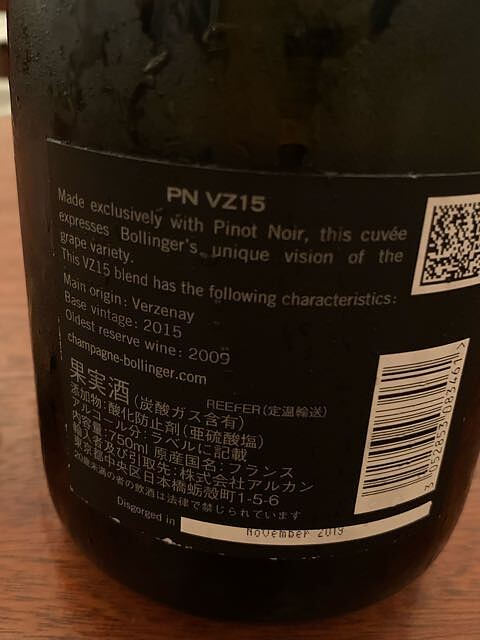 PN VZ15
Made exclusively with Pinot Noir, this cuvée
expresses Bollinger's unique vision of the
grape variety.
This VZ15 blend has the following characteristics:
Main origin: Verzenay
Base vintage: 2015
Oldest reserve wine: 2009
champagne-bollinger.com
果実酒 (炭酸ガス含有) REEFER (定温輸送)
添加物: 酸化防止剤 (亜硫酸塩)
アルコール分: ラベルに記載
内容量: 750ml 原産国名: フランス
輸入者及び引取先: 株式会社アルカン
東京都中央区日本橋蛎殻町1-5-6
20歳未満の者の飲酒は法律で禁じられています
Disgorged in November 2019
3 052853 083461 >